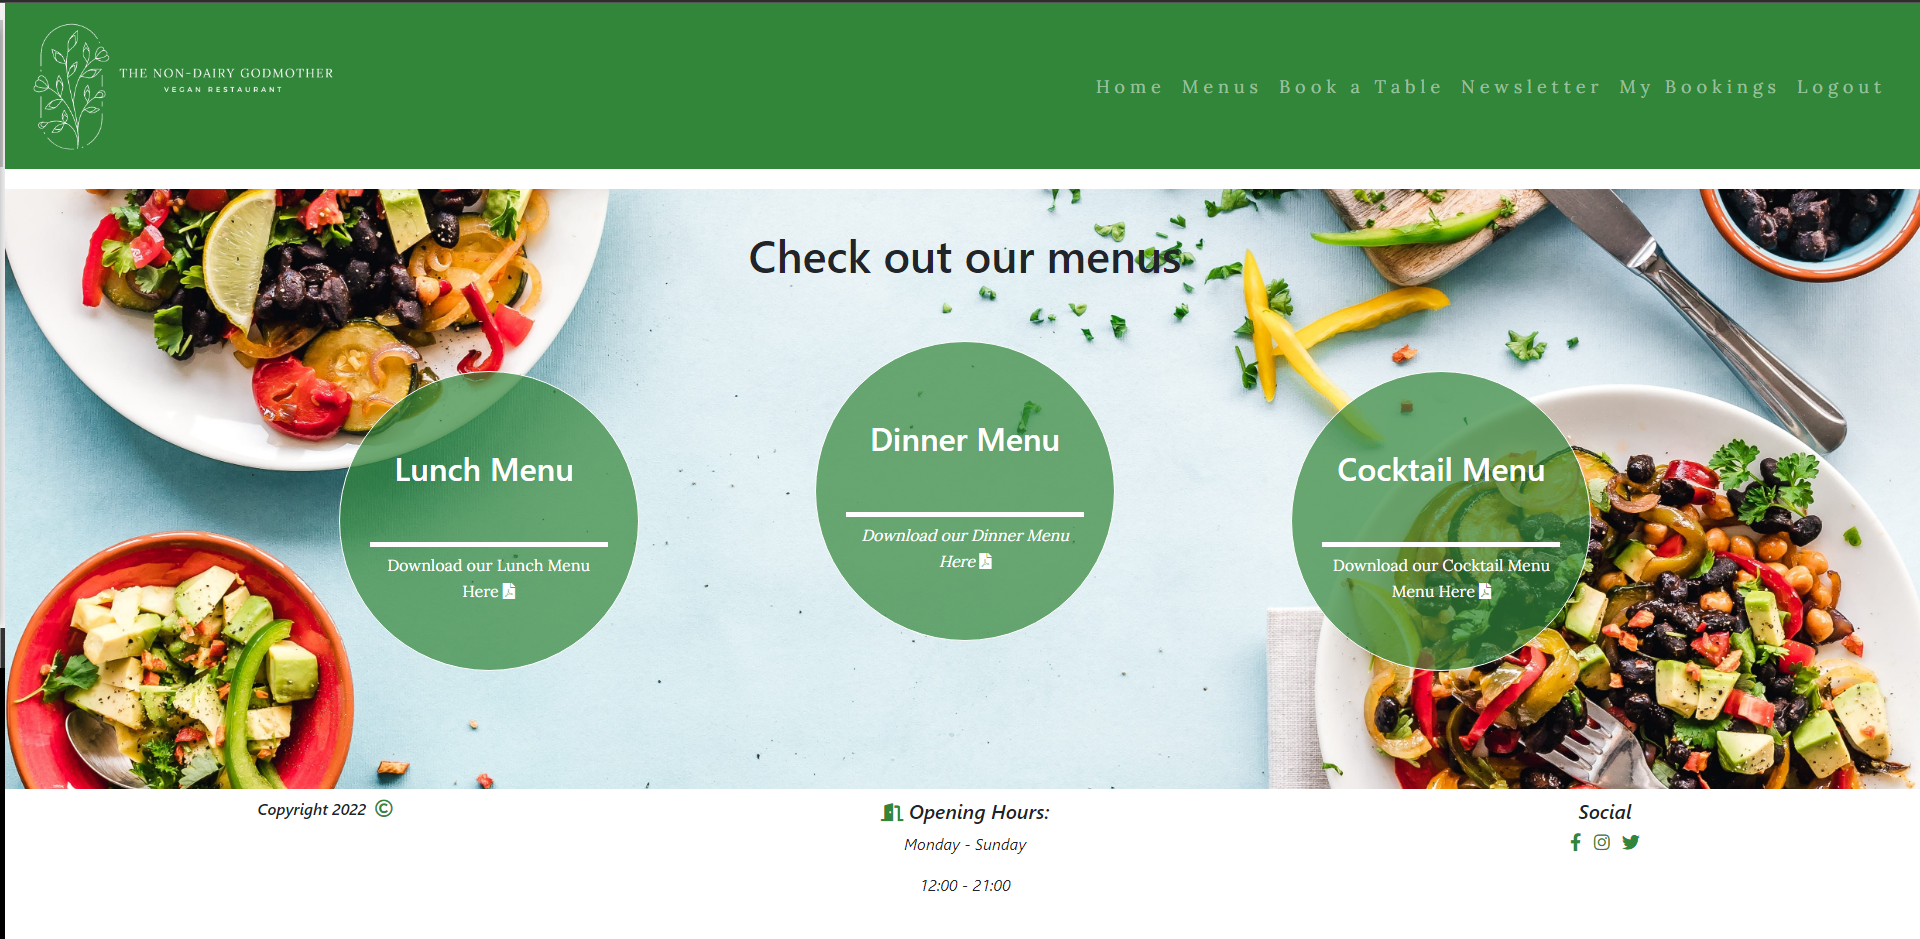 THE NON-DAIRY GODMOTHER
VEGAN RESTAURANT
Home Menus Book a Table Newsletter My Bookings Logout
Check out our menus
Lunch Menu
Download our Lunch Menu
Here
Dinner Menu
Download our Dinner Menu
Here
Cocktail Menu
Download our Cocktail Menu
Menu Here
Copyright 2022 ©
Opening Hours:
Monday - Sunday
12:00 - 21:00
Social